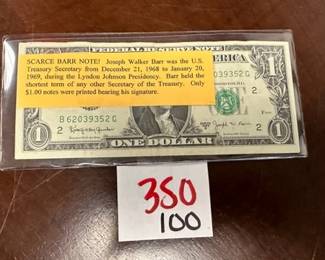 FEDERAL RESERVE NOTE
SCARCE BARR NOTE! Joseph Walker Barr was the U.S.
Treasury Secretary from December 21, 1968 to January 20,
1969, during the Lyndon Johnson Presidency. Barr held the
shortest term of any other Secretary of the Treasury. Only
$1.00 notes were printed bearing his signature.
2
2
B 62039352 G
2
1
ONE DOLLAR
1
350
100